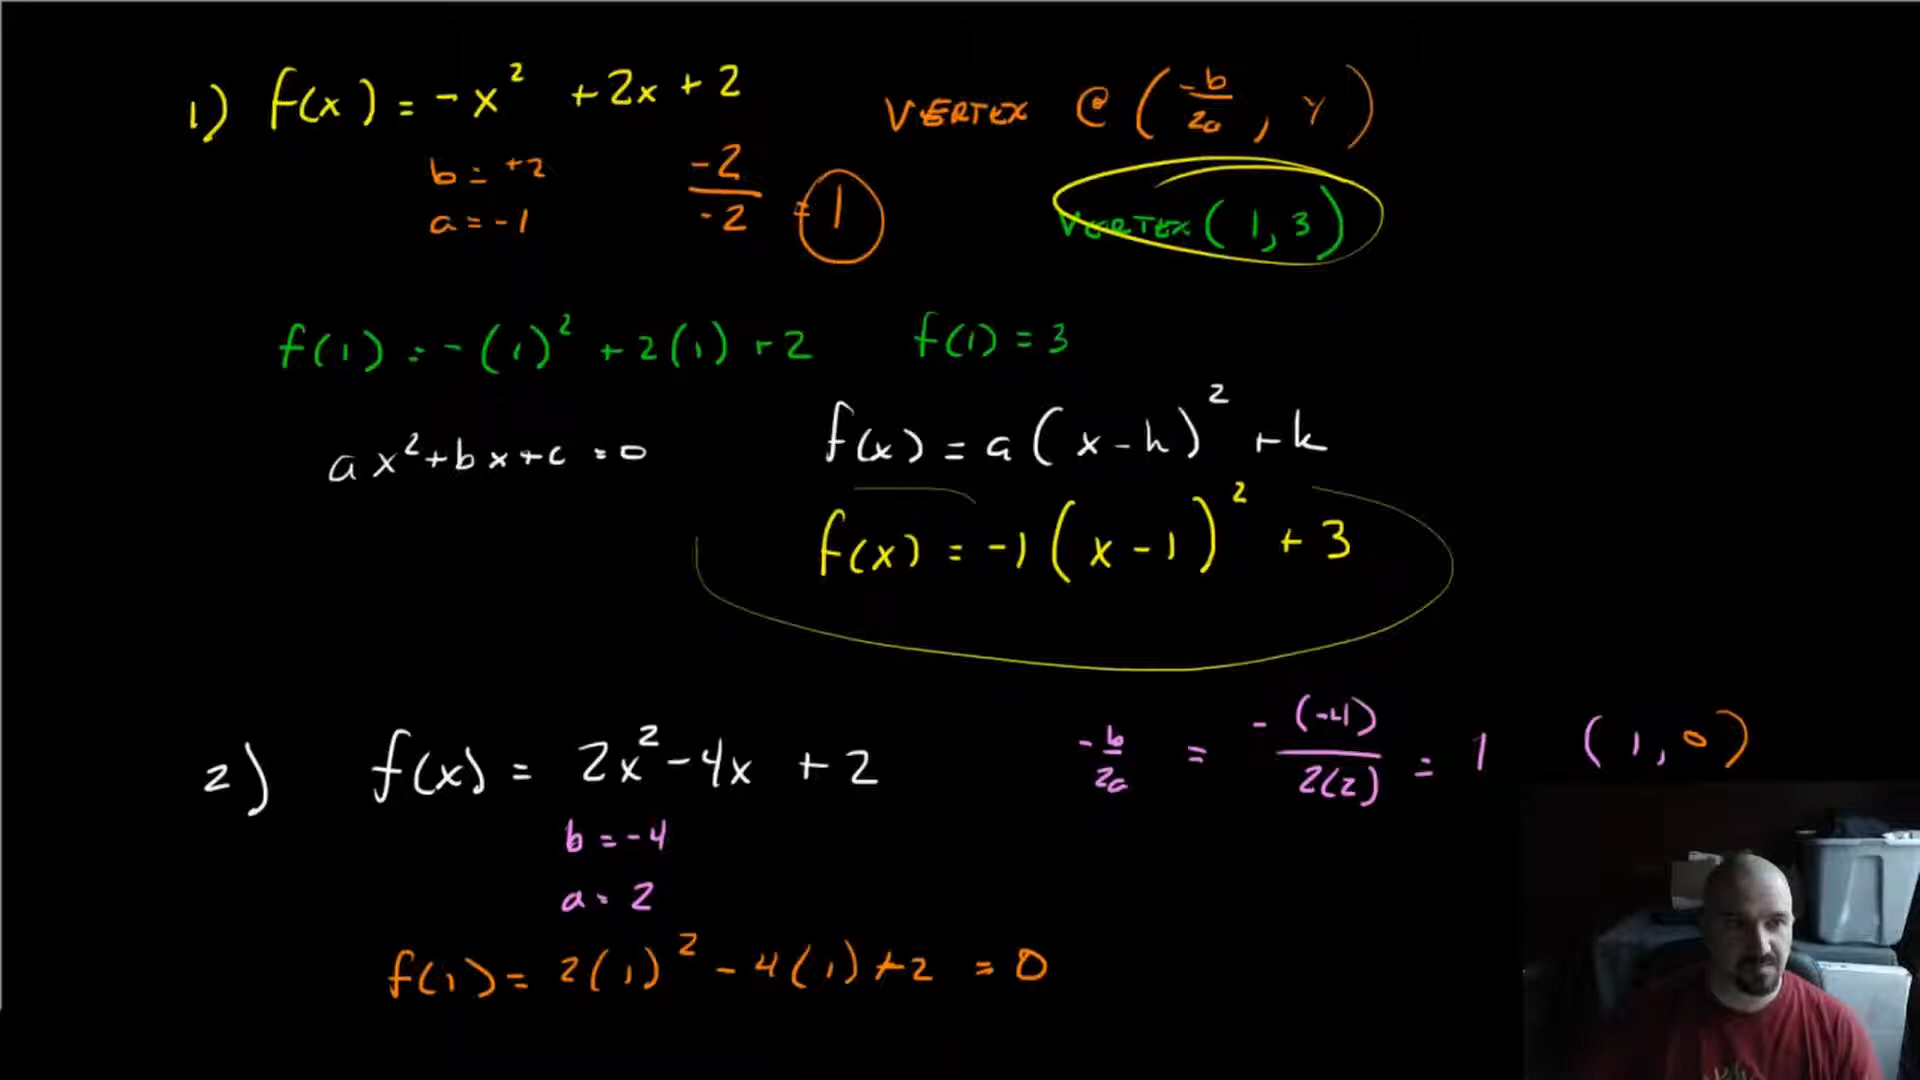 1) f(x) = -x² +2x + 2
VERTEX @ (-b/2a, y)
b = +2
a = -1
-2/-2 = 1
VERTEX (1, 3)
f(1) = -(1)² + 2(1) + 2
f(1) = 3
ax²+bx+c = 0
f(x) = a(x-h)² + k
f(x) = -1(x-1)² + 3
2) f(x) = 2x² - 4x + 2
-b/2a = -(-4)/2(2) = 1
(1, 0)
b = -4
a = 2
f(1) = 2(1)² - 4(1) + 2 = 0